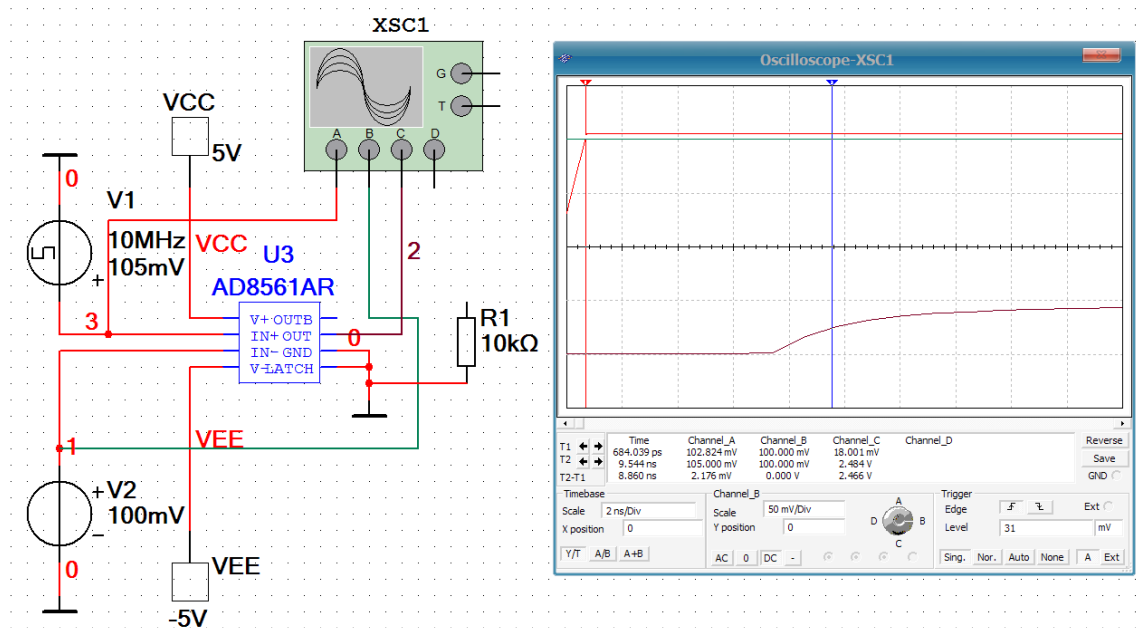 XSC1
G
T
A B C D
VCC
5V
0
V1
10MHz
105mV
+
VCC
U3
AD8561AR
2
3
V+ OUTB
IN+ OUT
IN- GND
V-LATCH
0
R1
10kΩ
1
VEE
+
V2
100mV
−
0
VEE
-5V
Oscilloscope-XSC1
1
2
Time Channel_A Channel_B Channel_C Channel_D
T1 684.039 ps 102.824 mV 100.000 mV 18.001 mV
T2 9.544 ns 105.000 mV 100.000 mV 2.484 V
T2-T1 8.860 ns 2.176 mV 0.000 V 2.466 V
Reverse
Save
GND
Timebase
Scale 2 ns/Div
X position 0
Y/T A/B A+B
Channel_B
Scale 50 mV/Div
Y position 0
AC 0 DC -
A
D B
C
Trigger
Edge Ext
Level 31 mV
Sing. Nor. Auto None A Ext